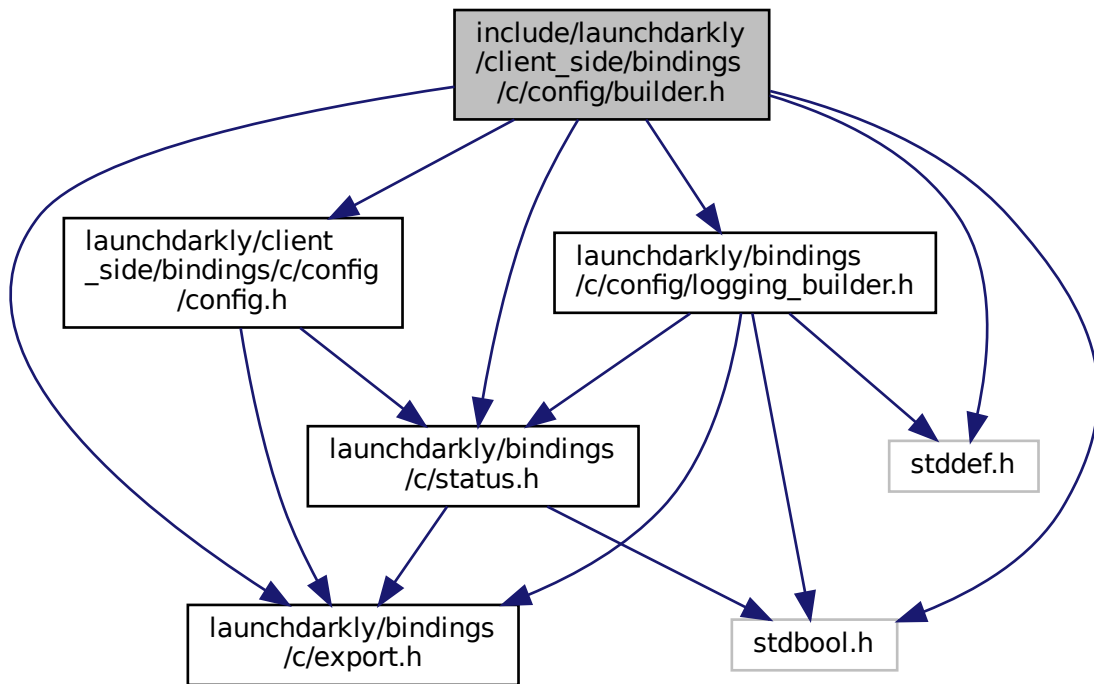 include/launchdarkly
/client_side/bindings
/c/config/builder.h
launchdarkly/client
_side/bindings/c/config
/config.h
launchdarkly/bindings
/c/config/logging_builder.h
launchdarkly/bindings
/c/status.h
stddef.h
launchdarkly/bindings
/c/export.h
stdbool.h